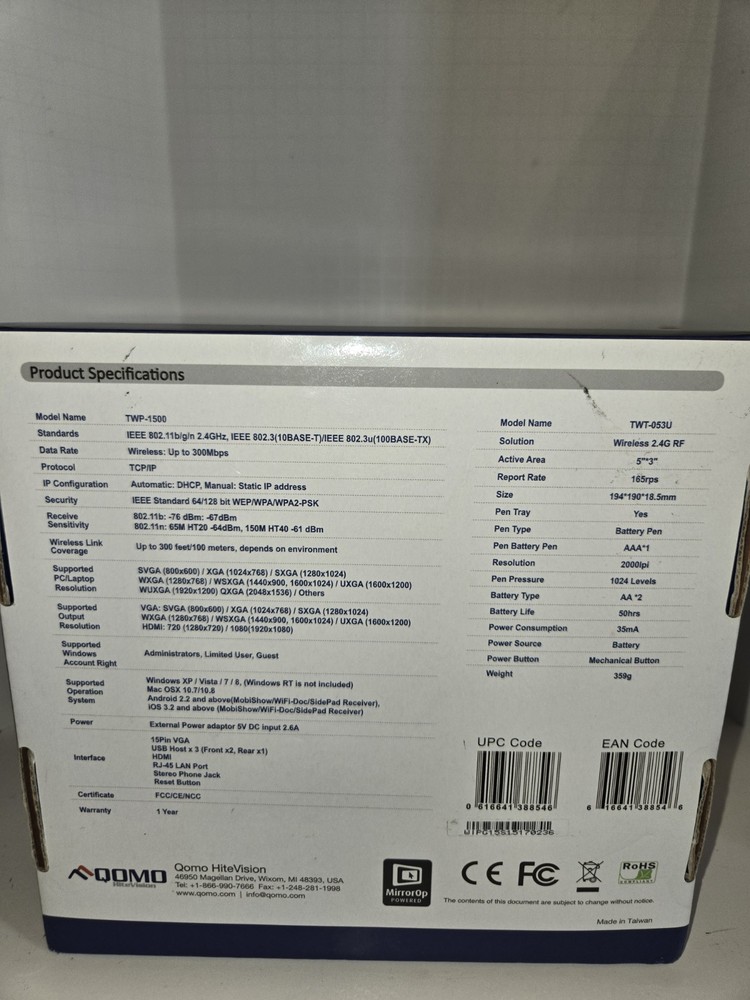 Product Specifications
Model Name TWP-1500
Standards IEEE 802.11b/g/n 2.4GHz, IEEE 802.3(10BASE-T)/IEEE 802.3u(100BASE-TX)
Data Rate Wireless: Up to 300Mbps
Protocol TCP/IP
IP Configuration Automatic: DHCP, Manual: Static IP address
Security IEEE Standard 64/128 bit WEP/WPA/WPA2-PSK
Receive Sensitivity 802.11b: -76 dBm: -67dBm
802.11n: 65M HT20 -64dBm, 150M HT40 -61 dBm
Wireless Link Coverage Up to 300 feet/100 meters, depends on environment
Supported PC/Laptop Resolution SVGA (800x600) / XGA (1024x768) / SXGA (1280x1024)
WXGA (1280x768) / WSXGA (1440x900, 1600x1024) / UXGA (1600x1200)
WUXGA (1920x1200) QXGA (2048x1536) / Others
Supported Output Resolution VGA: SVGA (800x600) / XGA (1024x768) / SXGA (1280x1024)
WXGA (1280x768) / WSXGA (1440x900, 1600x1024) / UXGA (1600x1200)
HDMI: 720 (1280x720) / 1080(1920x1080)
Supported Windows Account Right Administrators, Limited User, Guest
Supported Operation System Windows XP / Vista / 7 / 8, (Windows RT is not included)
Mac OSX 10.7/10.8
Android 2.2 and above(MobiShow/WiFi-Doc/SidePad Receiver),
iOS 3.2 and above (MobiShow/WiFi-Doc/SidePad Receiver)
Power External Power adaptor 5V DC input 2.6A
Interface 15Pin VGA
USB Host x 3 (Front x2, Rear x1)
HDMI
RJ-45 LAN Port
Stereo Phone Jack
Reset Button
Certificate FCC/CE/NCC
Warranty 1 Year
Model Name TWT-053U
Solution Wireless 2.4G RF
Active Area 5"*3"
Report Rate 165rps
Size 194*190*18.5mm
Pen Tray Yes
Pen Type Battery Pen
Pen Battery Pen AAA*1
Resolution 2000lpi
Pen Pressure 1024 Levels
Battery Type AA *2
Battery Life 50hrs
Power Consumption 35mA
Power Source Battery
Power Button Mechanical Button
Weight 359g
UPC Code
0 616641 388546
EAN Code
6 16641 38854 6
WTPG15515170236
QOMO
HiteVision
Qomo HiteVision
46950 Magellan Drive, Wixom, MI 48393, USA
Tel: +1-866-990-7666 Fax: +1-248-281-1998
www.qomo.com | info@qomo.com
MirrorOp
POWERED
CE FC
RoHS
COMPLIANT
The contents of this document are subject to change without notice.
Made in Taiwan